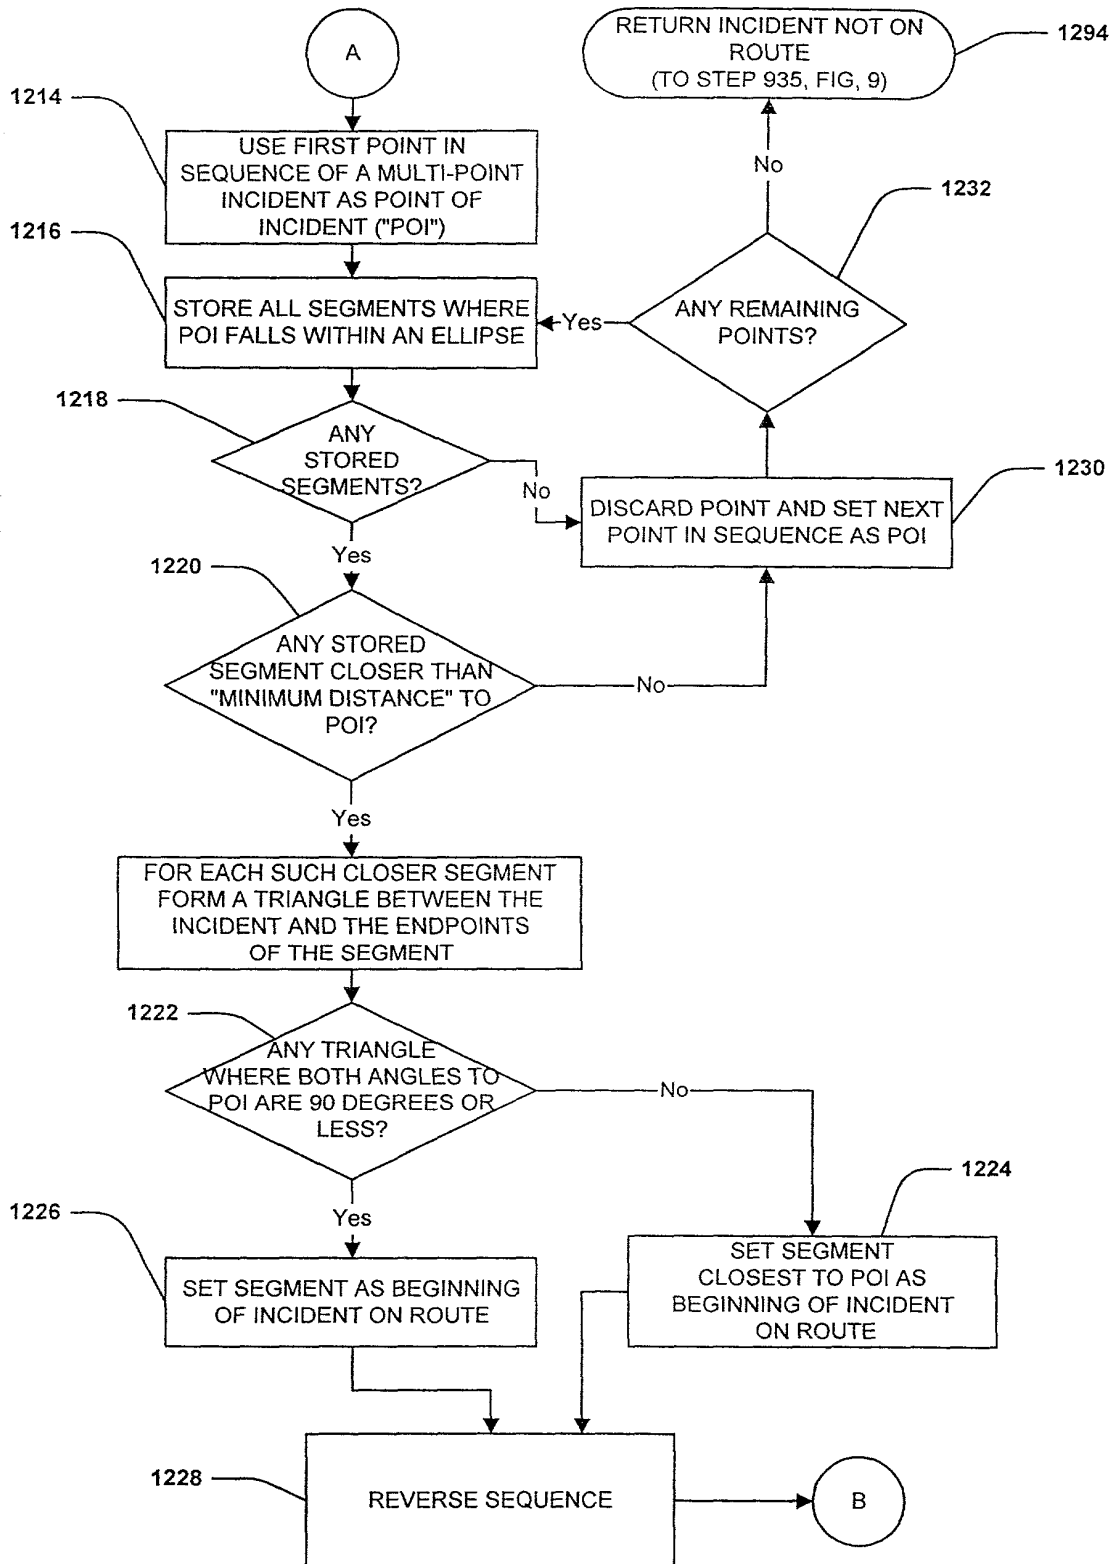 A
RETURN INCIDENT NOT ON
ROUTE
(TO STEP 935, FIG, 9)
1294
1214
USE FIRST POINT IN
SEQUENCE OF A MULTI-POINT
INCIDENT AS POINT OF
INCIDENT ("POI")
No
1232
1216
STORE ALL SEGMENTS WHERE
POI FALLS WITHIN AN ELLIPSE
Yes
ANY REMAINING
POINTS?
1218
ANY
STORED
SEGMENTS?
No
1230
DISCARD POINT AND SET NEXT
POINT IN SEQUENCE AS POI
Yes
1220
ANY STORED
SEGMENT CLOSER THAN
"MINIMUM DISTANCE" TO
POI?
No
Yes
FOR EACH SUCH CLOSER SEGMENT
FORM A TRIANGLE BETWEEN THE
INCIDENT AND THE ENDPOINTS
OF THE SEGMENT
1222
ANY TRIANGLE
WHERE BOTH ANGLES TO
POI ARE 90 DEGREES OR
LESS?
No
1224
Yes
1226
SET SEGMENT AS BEGINNING
OF INCIDENT ON ROUTE
SET SEGMENT
CLOSEST TO POI AS
BEGINNING OF INCIDENT
ON ROUTE
1228
REVERSE SEQUENCE
B